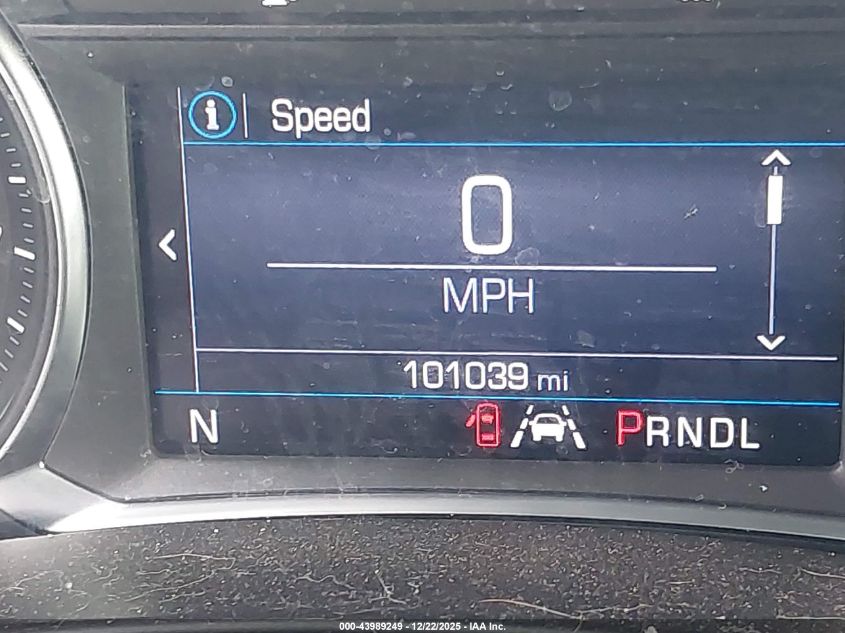 Speed
0
MPH
101039 mi
N
PRNDL
000-43989249 - 12/22/2025 - IAA Inc.